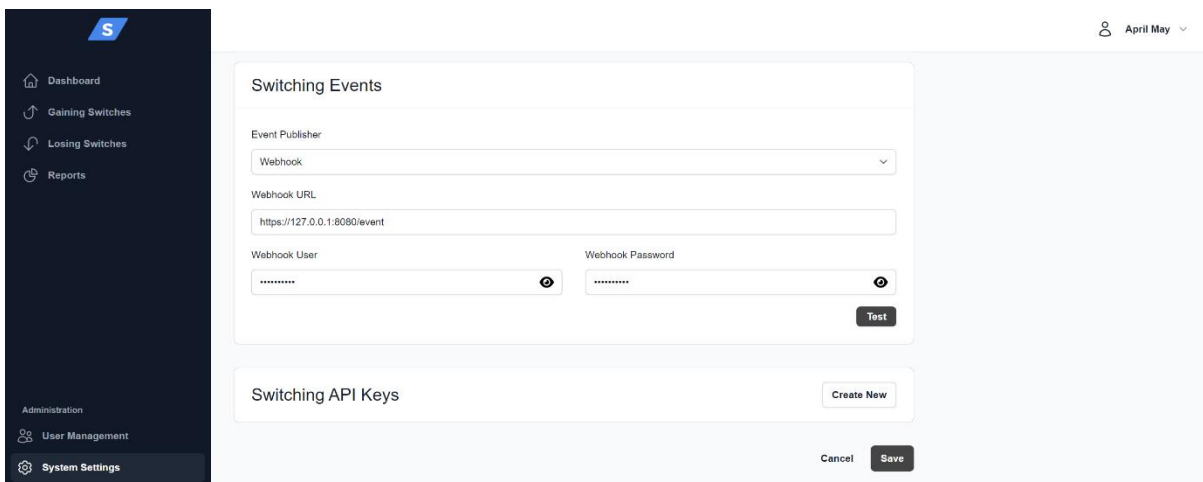 S
April May
Dashboard
Gaining Switches
Losing Switches
Reports
Administration
User Management
System Settings
Switching Events
Event Publisher
Webhook
Webhook URL
https://127.0.0.1:8080/event
Webhook User
Webhook Password
••••••••••
••••••••••
Test
Switching API Keys
Create New
Cancel
Save